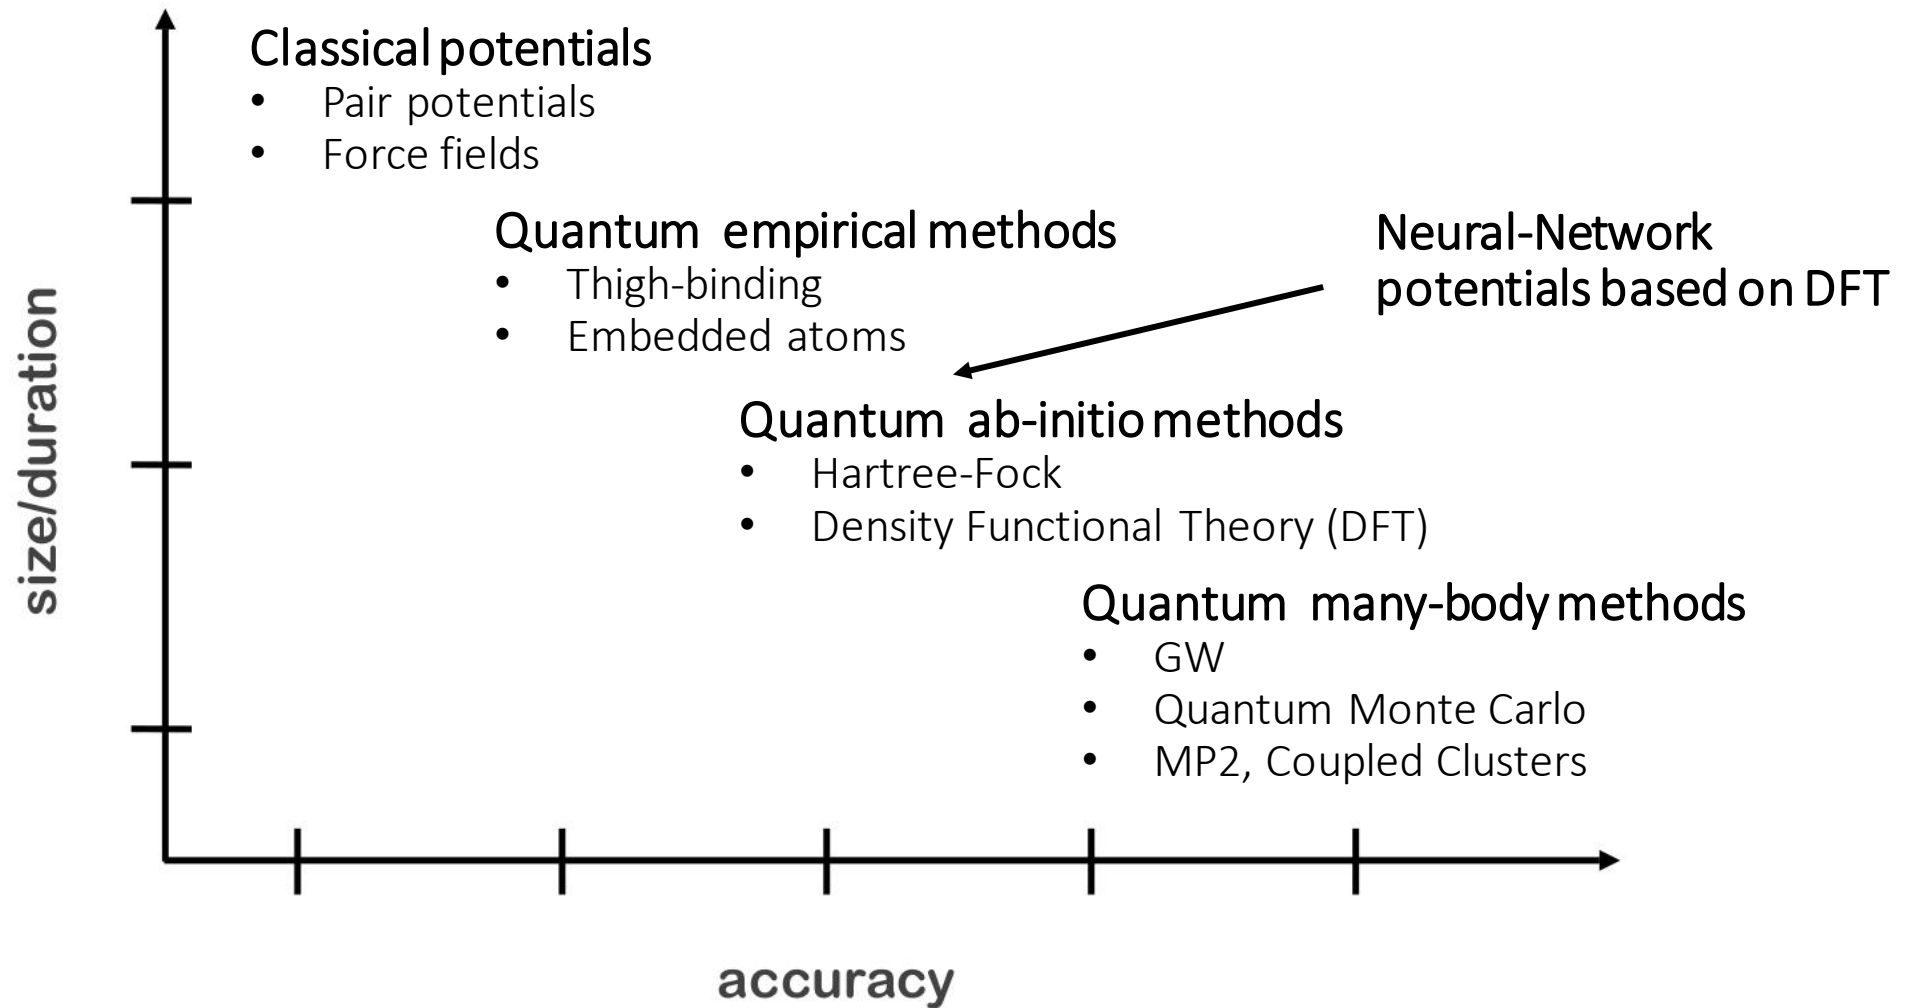 Classical potentials
• Pair potentials
• Force fields
Quantum empirical methods
• Thigh-binding
• Embedded atoms
Neural-Network
potentials based on DFT
Quantum ab-initio methods
• Hartree-Fock
• Density Functional Theory (DFT)
Quantum many-body methods
• GW
• Quantum Monte Carlo
• MP2, Coupled Clusters
size/duration
accuracy